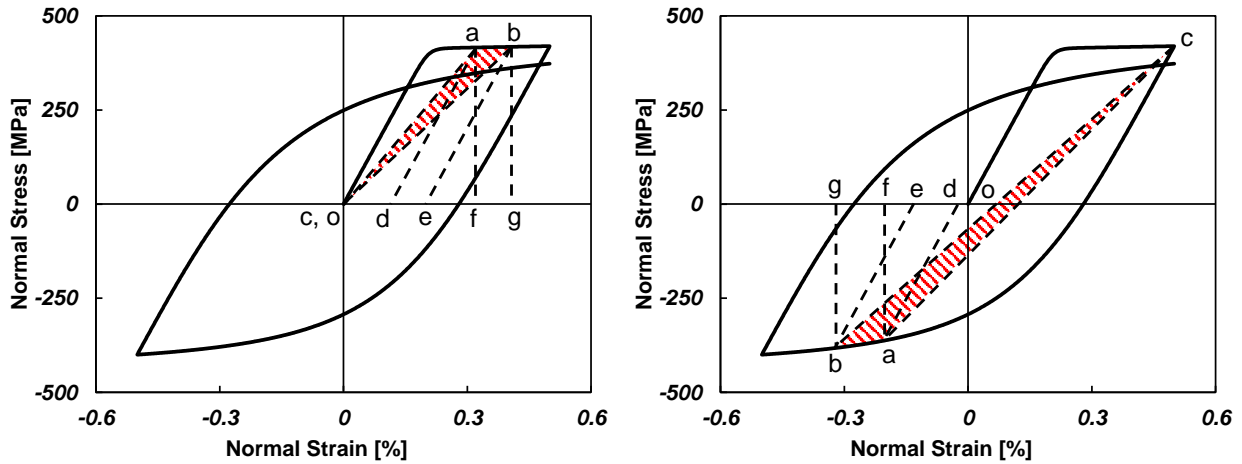 500
250
0
-250
-500
-0.6
-0.3
0
0.3
0.6
Normal Stress [MPa]
Normal Strain [%]
a
b
c, o
d
e
f
g
500
250
0
-250
-500
-0.6
-0.3
0
0.3
0.6
Normal Stress [MPa]
Normal Strain [%]
c
g
f
e
d
o
b
a